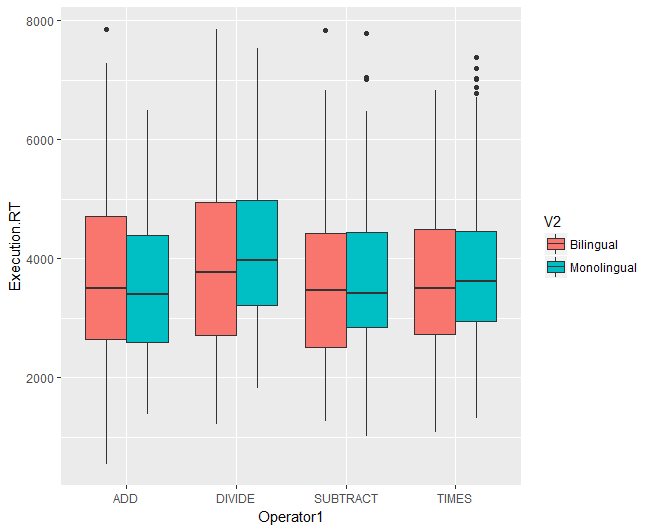 8000
6000
4000
2000
Execution.RT
ADD DIVIDE SUBTRACT TIMES
Operator1
V2
Bilingual
Monolingual